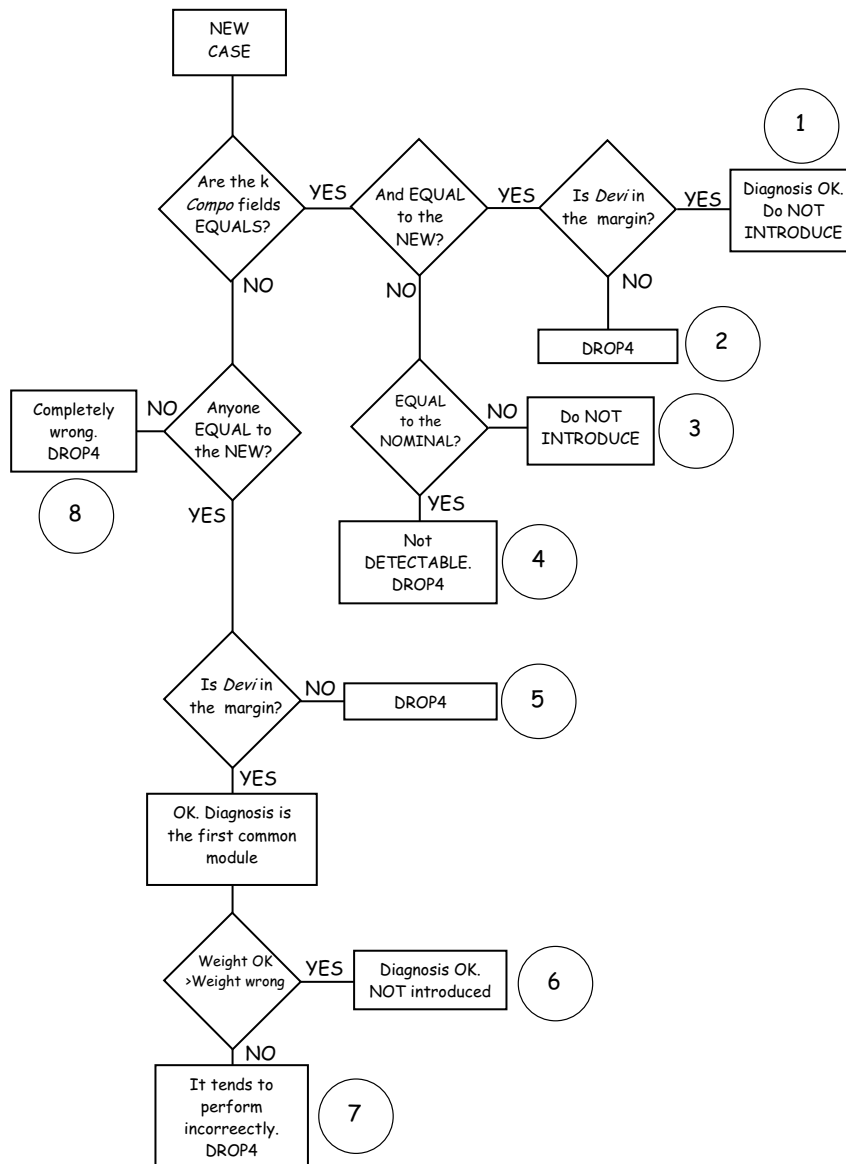 NEW
CASE
1
Are the k
Compo fields
EQUALS?
YES
And EQUAL
to the
NEW?
YES
Is Devi in
the margin?
YES
Diagnosis OK.
Do NOT
INTRODUCE
NO
NO
NO
DROP4
2
Completely
wrong.
DROP4
NO
Anyone
EQUAL to
the NEW?
EQUAL
to the
NOMINAL?
NO
Do NOT
INTRODUCE
3
8
YES
YES
Not
DETECTABLE.
DROP4
4
Is Devi in
the margin?
NO
DROP4
5
YES
OK. Diagnosis is
the first common
module
Weight OK
>Weight wrong
YES
Diagnosis OK.
NOT introduced
6
NO
It tends to
perform
incorreectly.
DROP4
7